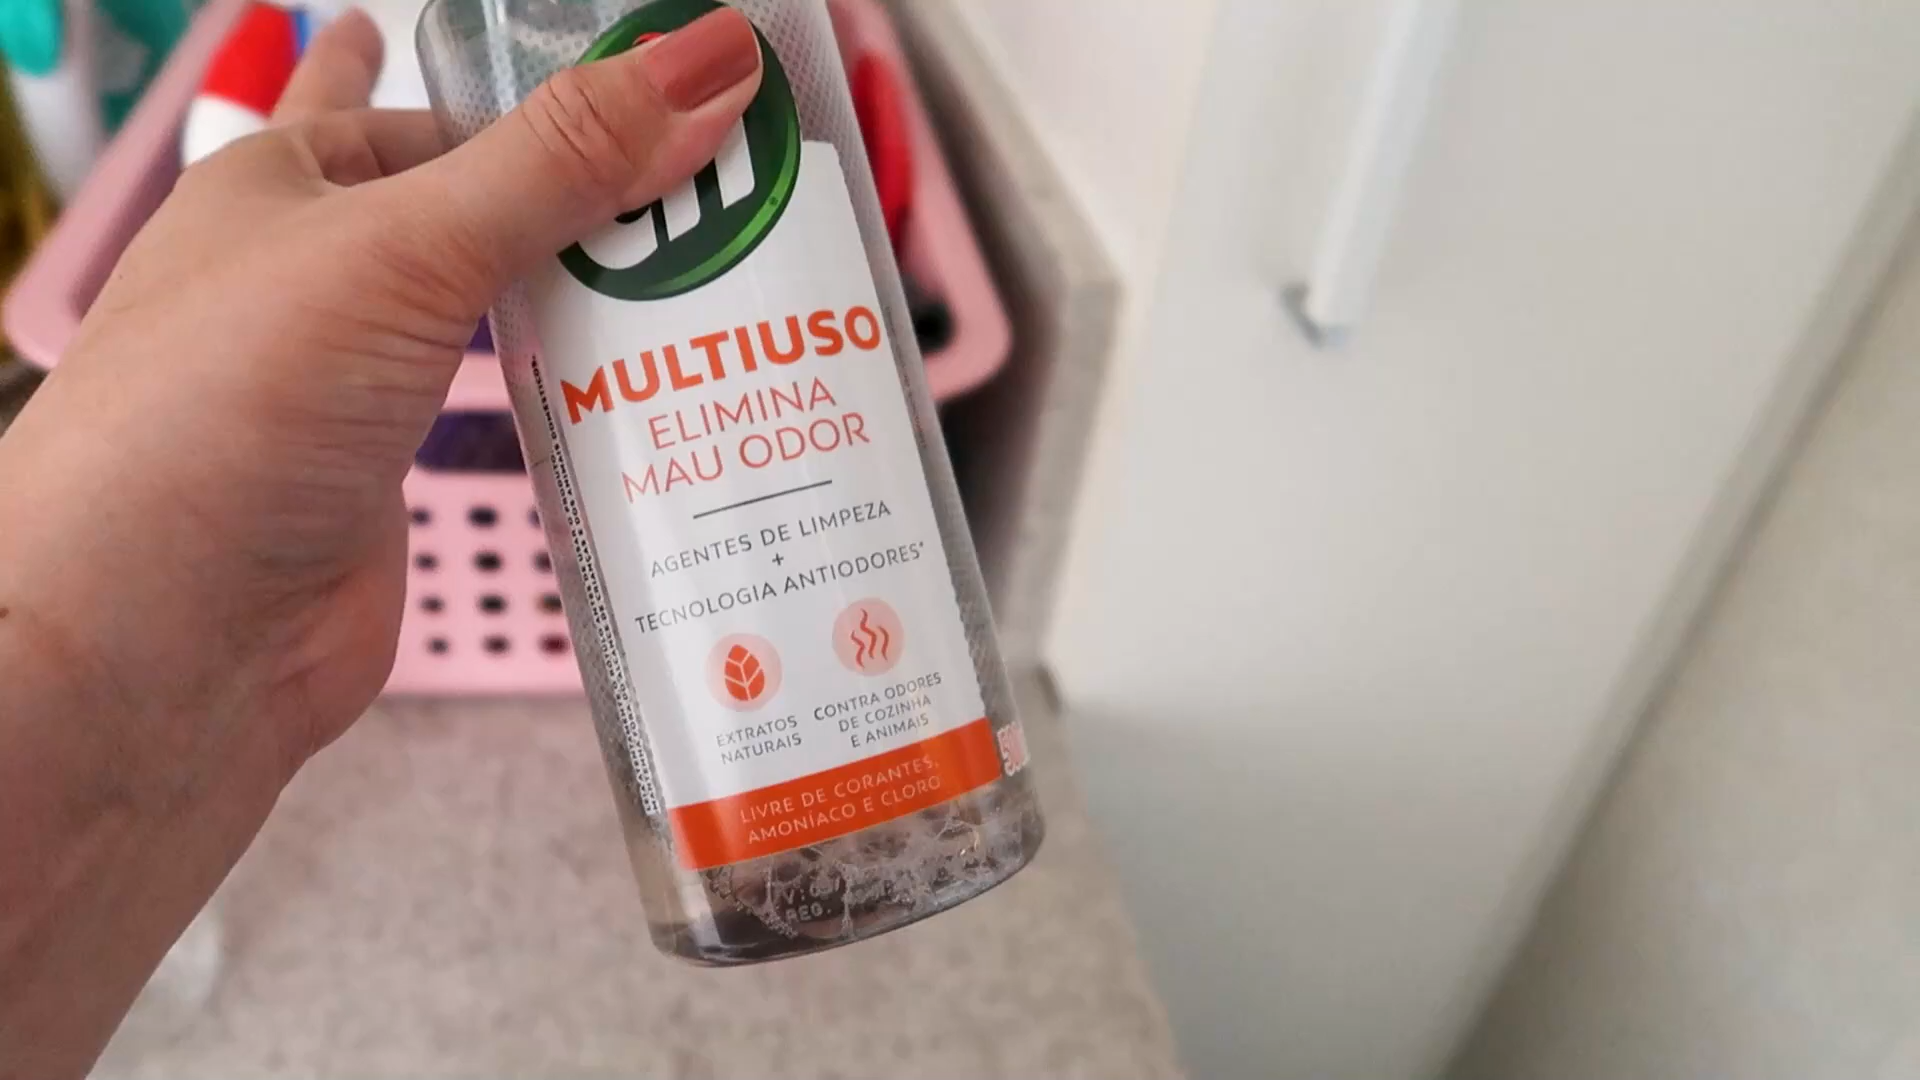 MULTIUSO
ELIMINA
MAU ODOR
AGENTES DE LIMPEZA
+
TECNOLOGIA ANTIODORES*
EXTRATOS
NATURAIS
CONTRA ODORES
DE COZINHA
E ANIMAIS
LIVRE DE CORANTES,
AMONÍACO E CLORO
REG.